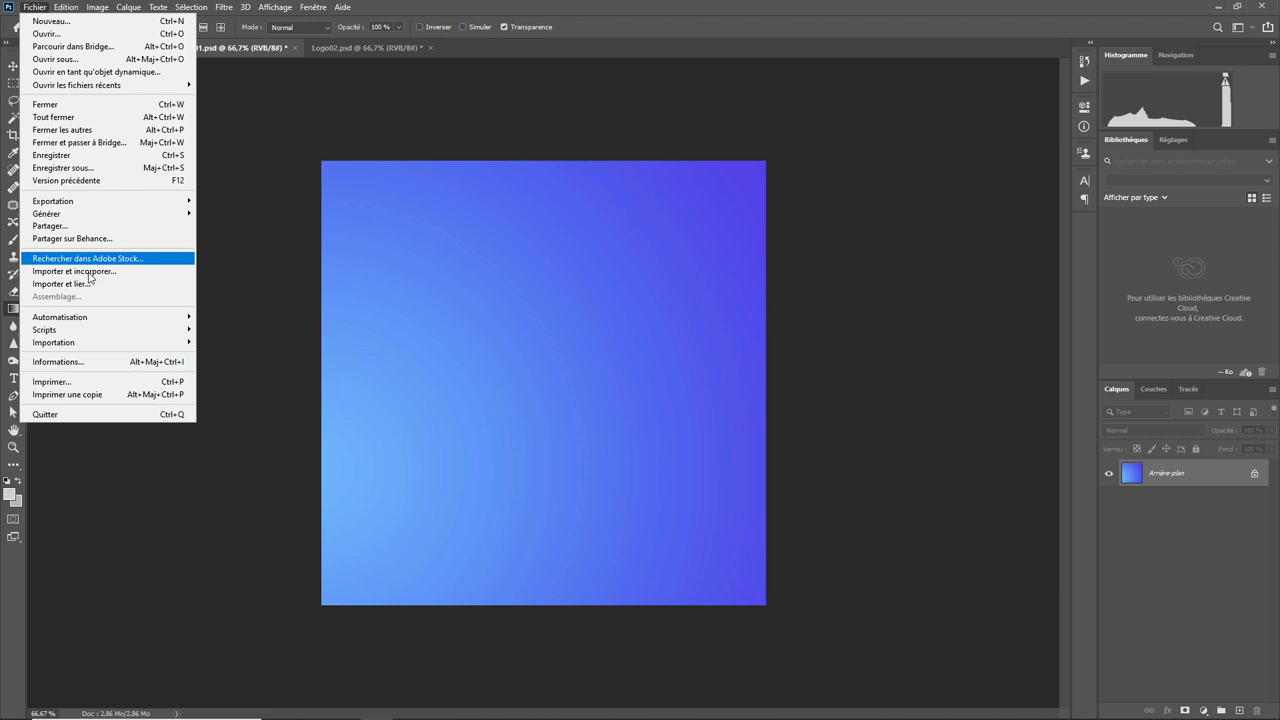 Ps Fichier Edition Image Calque Texte Sélection Filtre 3D Affichage Fenêtre Aide
Nouveau... Ctrl+N
Ouvrir... Ctrl+O
Parcourir dans Bridge... Alt+Ctrl+O
Ouvrir sous... Alt+Maj+Ctrl+O
Ouvrir en tant qu'objet dynamique...
Ouvrir les fichiers récents
Fermer Ctrl+W
Tout fermer Alt+Ctrl+W
Fermer les autres Alt+Ctrl+P
Fermer et passer à Bridge... Maj+Ctrl+W
Enregistrer Ctrl+S
Enregistrer sous... Maj+Ctrl+S
Version précédente F12
Exportation
Générer
Partager...
Partager sur Behance...
Rechercher dans Adobe Stock...
Importer et incorporer...
Importer et lier...
Assemblage...
Automatisation
Scripts
Importation
Informations... Alt+Maj+Ctrl+I
Imprimer... Ctrl+P
Imprimer une copie Alt+Maj+Ctrl+P
Quitter Ctrl+Q
Mode : Normal Opacité : 100 % Inverser Simuler Transparence
1.psd @ 66,7% (RVB/8#) * Logo02.psd @ 66,7% (RVB/8#) *
Histogramme Navigation
Bibliothèques Réglages
Rechercher dans la bibliothèque
Afficher par type
Pour utiliser les bibliothèques Creative
Cloud,
connectez-vous à Creative Cloud.
-- Ko
Calques Couches Tracés
Type
Normal Opacité : 100 %
Verrou : Fond : 100 %
Arrière-plan
66,67 % Doc : 2,86 Mo/2,86 Mo